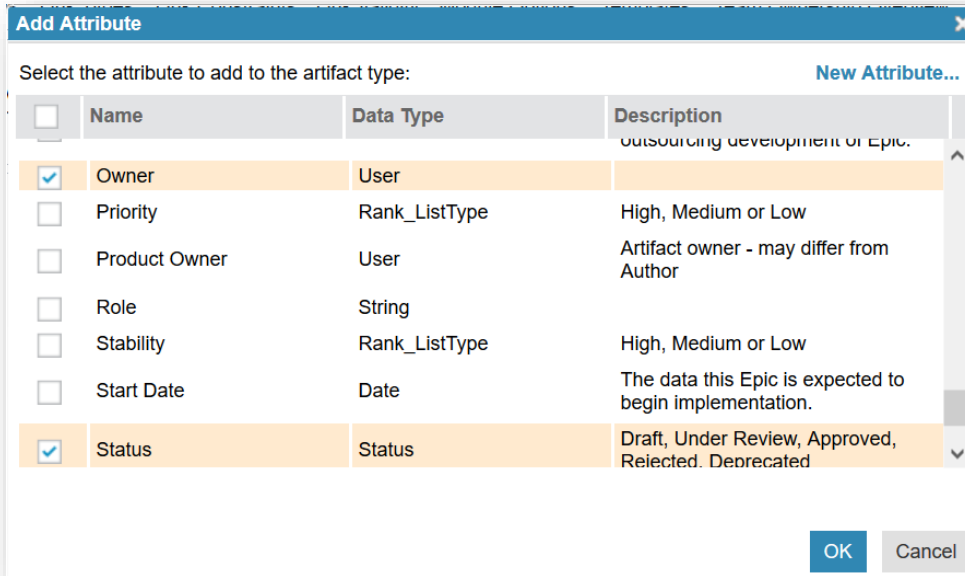 Add Attribute
Select the attribute to add to the artifact type: New Attribute...
Name Data Type Description
outsourcing development of Epic.
Owner User
Priority Rank_ListType High, Medium or Low
Product Owner User Artifact owner - may differ from
Author
Role String
Stability Rank_ListType High, Medium or Low
Start Date Date The data this Epic is expected to
begin implementation.
Status Status Draft, Under Review, Approved,
Rejected, Deprecated
OK Cancel